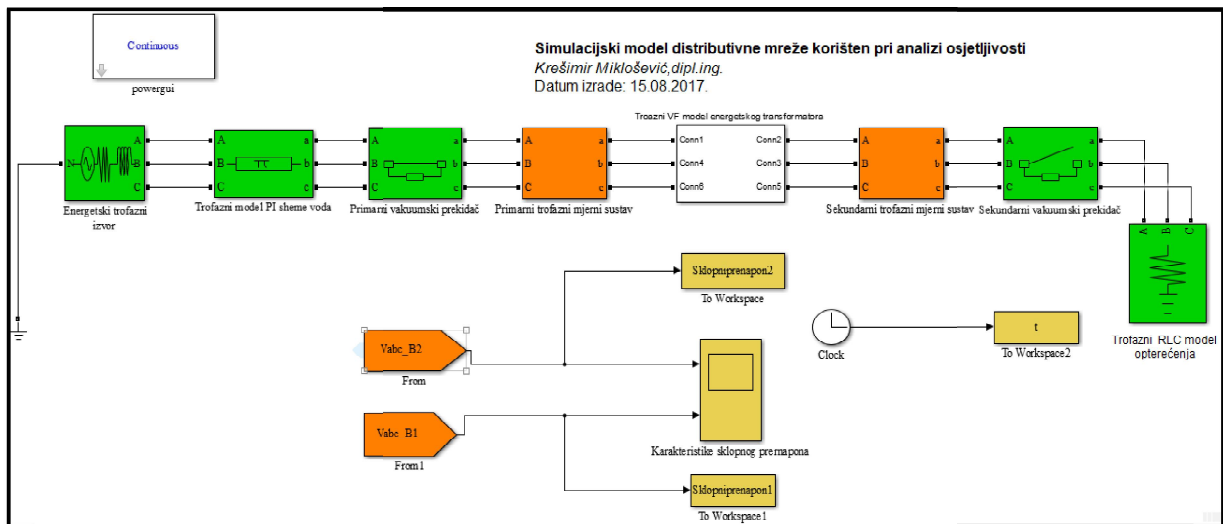 Continuous
powergui
Simulacijski model distributivne mreže korišten pri analizi osjetljivosti
Krešimir Miklošević,dipl.ing.
Datum izrade: 15.08.2017.
Troazni VF model energetskog transformatora
N
A
B
C
Energetski trofazni
izvor
A
B
C
a
b
c
Trofazni model PI sheme voda
A
B
C
a
b
c
Primarni vakuumski prekidač
A
B
C
a
b
c
Primarni trofazni mjerni sustav
Conn1
Conn4
Conn6
Conn2
Conn3
Conn5
A
B
C
a
b
c
Sekundarni trofazni mjerni sustav
A
B
C
a
b
c
Sekundarni vakuumski prekidač
A
B
C
Trofazni RLC model
opterećenja
Sklopniprenapon2
To Workspace
Vabc_B2
From
Vabc_B1
From1
Karakteristike sklopnog prernapona
Sklopniprenapon1
To Workspace1
Clock
t
To Workspace2